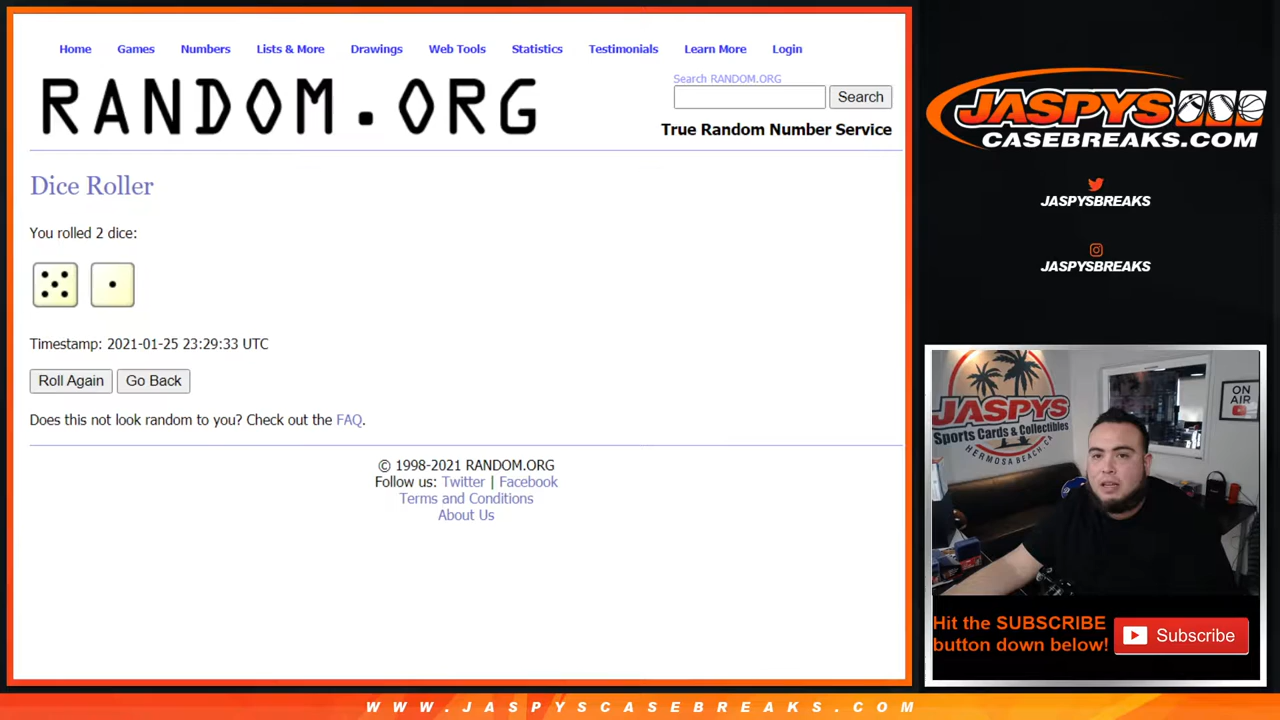 Home Games Numbers Lists & More Drawings Web Tools Statistics Testimonials Learn More Login
RANDOM.ORG
Search RANDOM.ORG
Search
True Random Number Service
Dice Roller
You rolled 2 dice:
Timestamp: 2021-01-25 23:29:33 UTC
Roll Again Go Back
Does this not look random to you? Check out the FAQ.
© 1998-2021 RANDOM.ORG
Follow us: Twitter | Facebook
Terms and Conditions
About Us
JASPYS
CASEBREAKS.COM
JASPYSBREAKS
JASPYSBREAKS
JASPYS
Sports Cards & Collectibles
HERMOSA BEACH, CA
ON
AIR
Hit the SUBSCRIBE
button down below!
Subscribe
WWW.JASPYSCASEBREAKS.COM